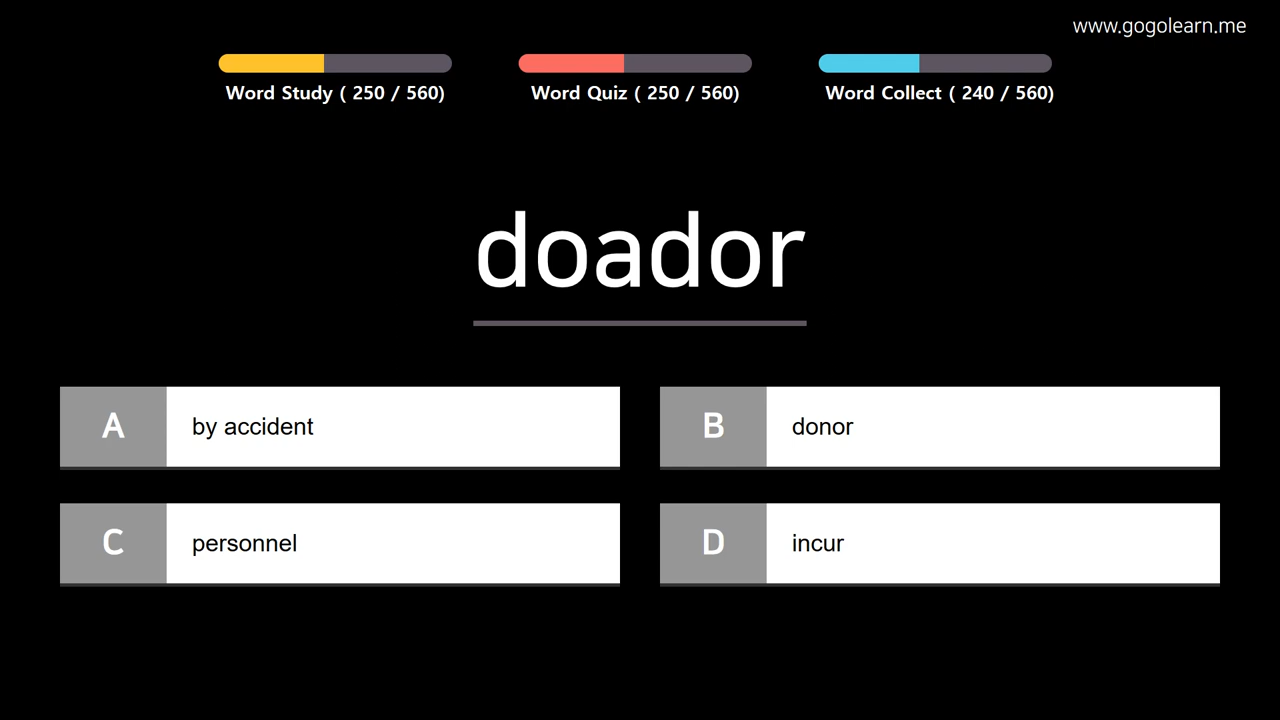 www.gogolearn.me
Word Study ( 250 / 560)
Word Quiz ( 250 / 560)
Word Collect ( 240 / 560)
doador
A by accident
B donor
C personnel
D incur